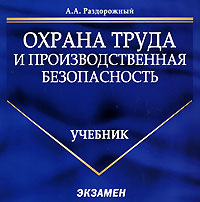 А.А. Раздорожный
ОХРАНА ТРУДА
И ПРОИЗВОДСТВЕННАЯ
БЕЗОПАСНОСТЬ
УЧЕБНИК
ЭКЗАМЕН